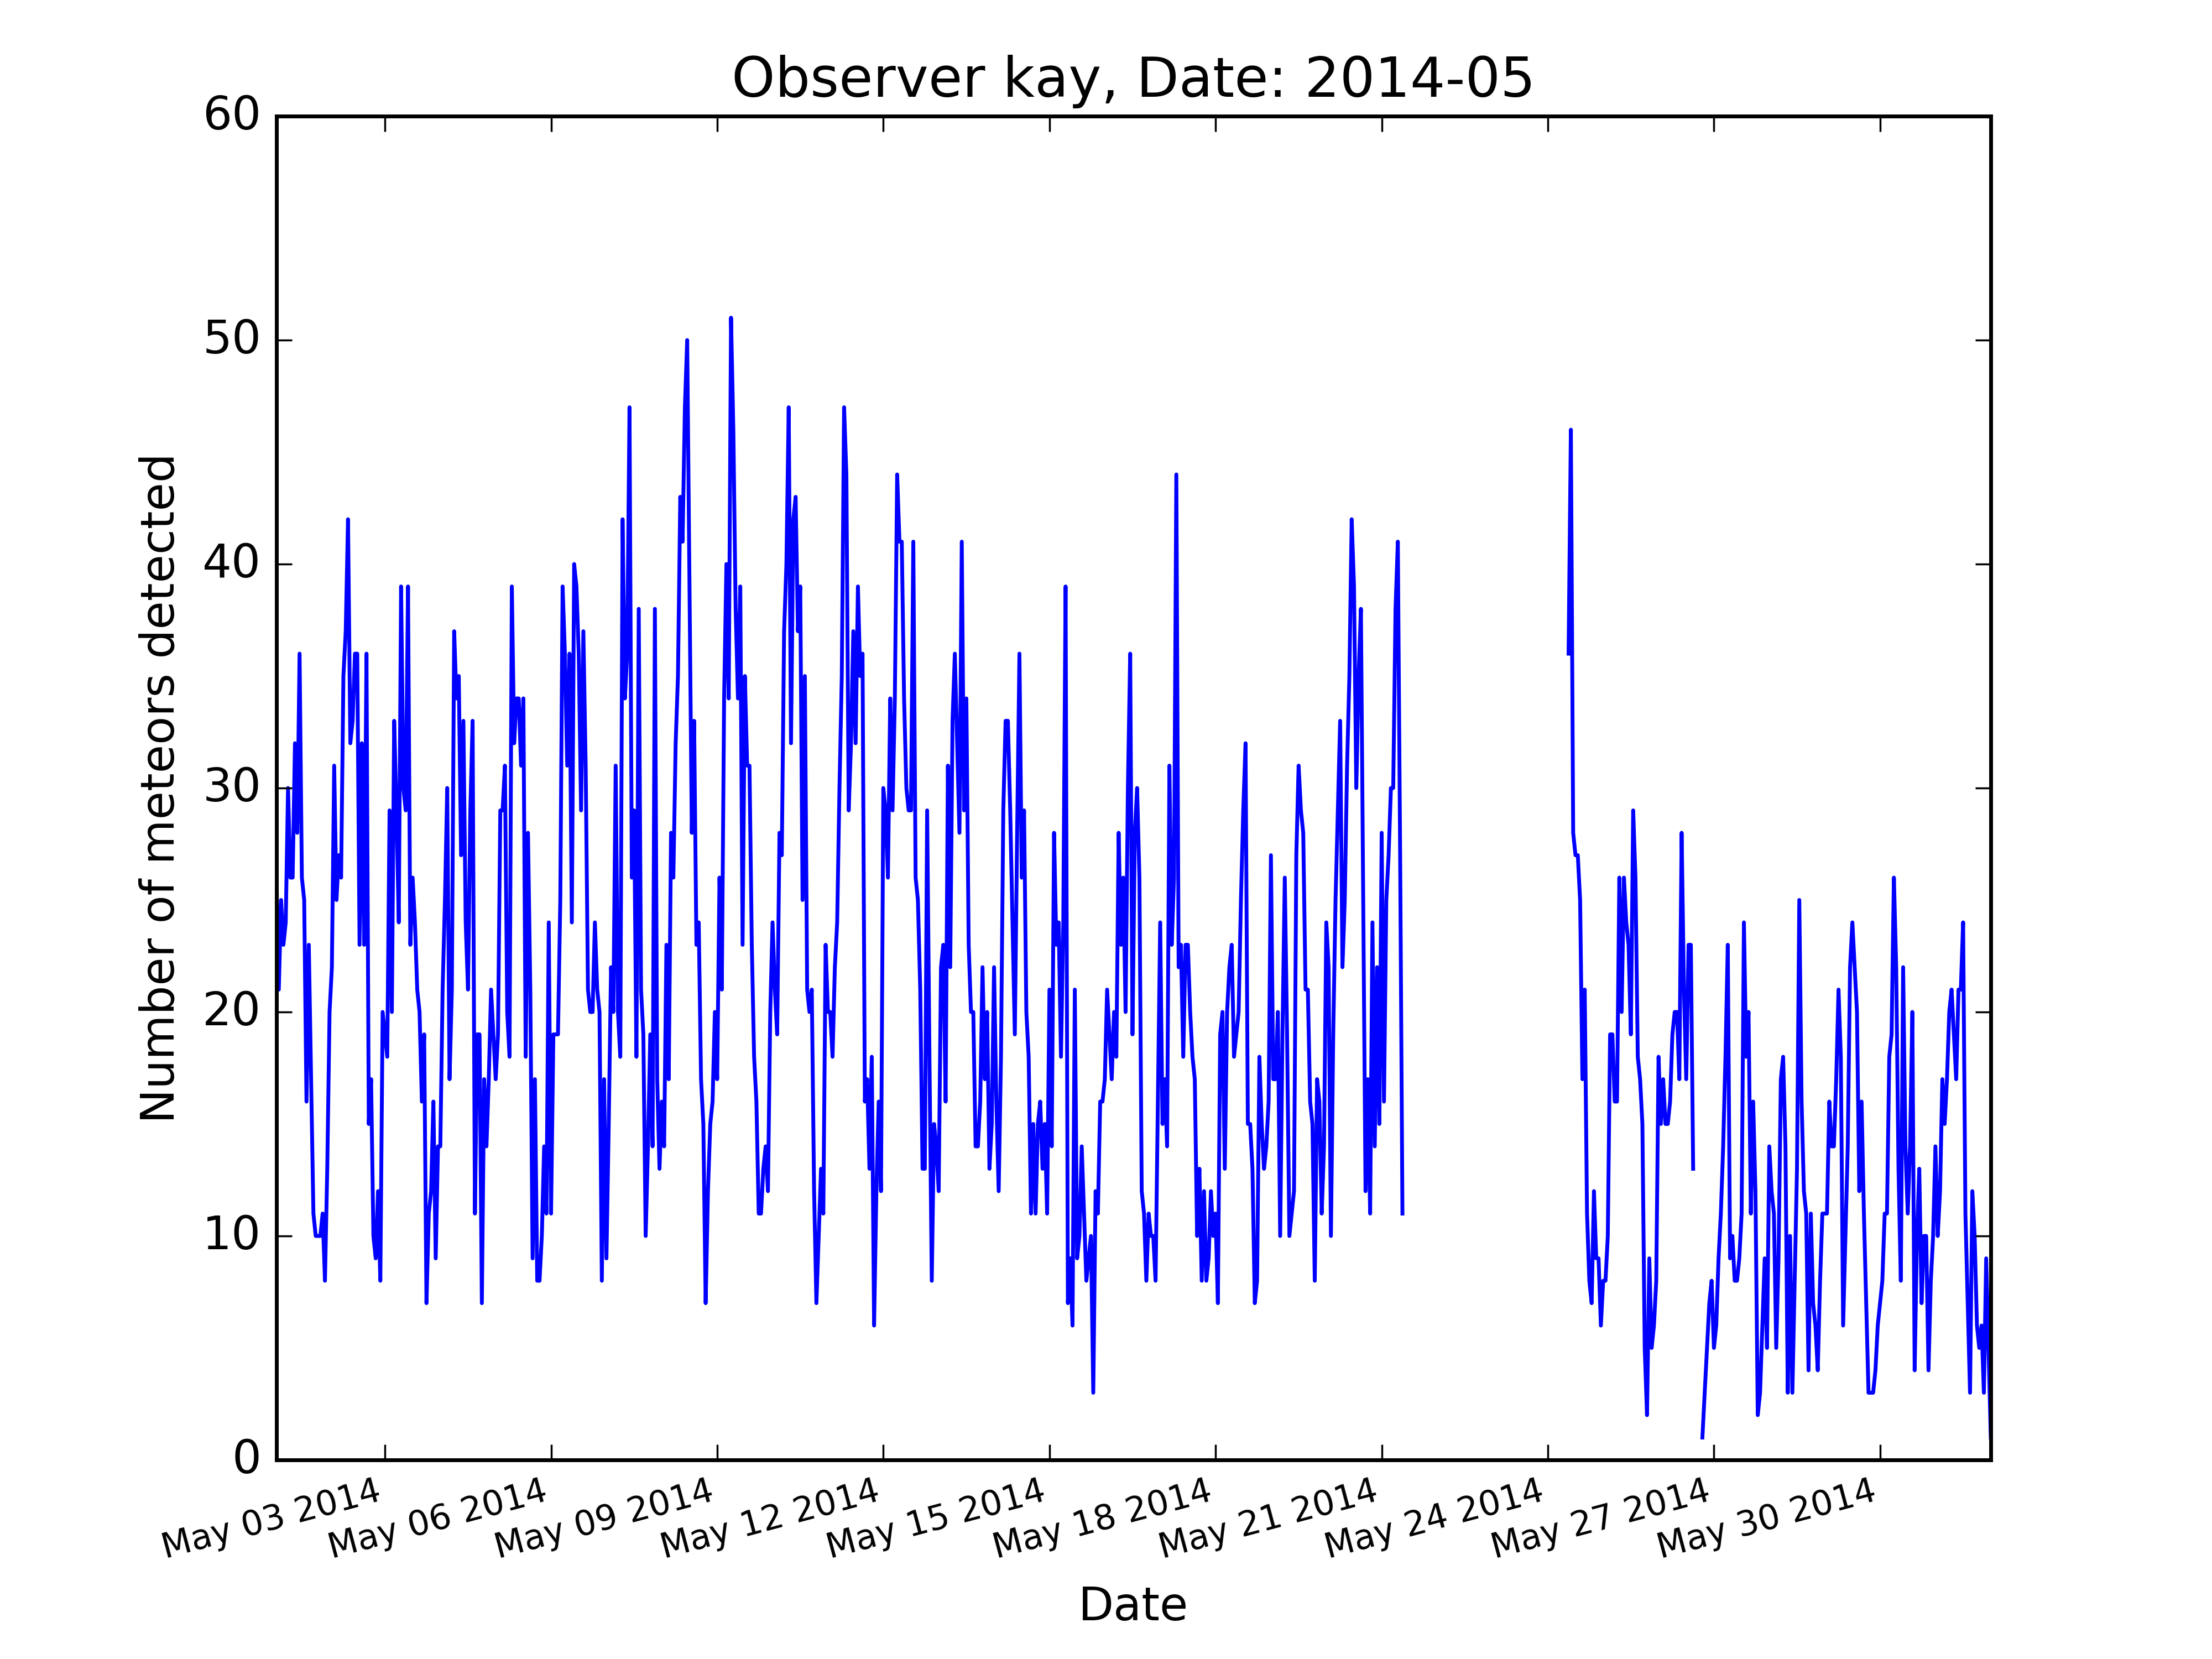 Observer kay, Date: 2014-05
Number of meteors detected
60
50
40
30
20
10
0
May 03 2014
May 06 2014
May 09 2014
May 12 2014
May 15 2014
May 18 2014
May 21 2014
May 24 2014
May 27 2014
May 30 2014
Date